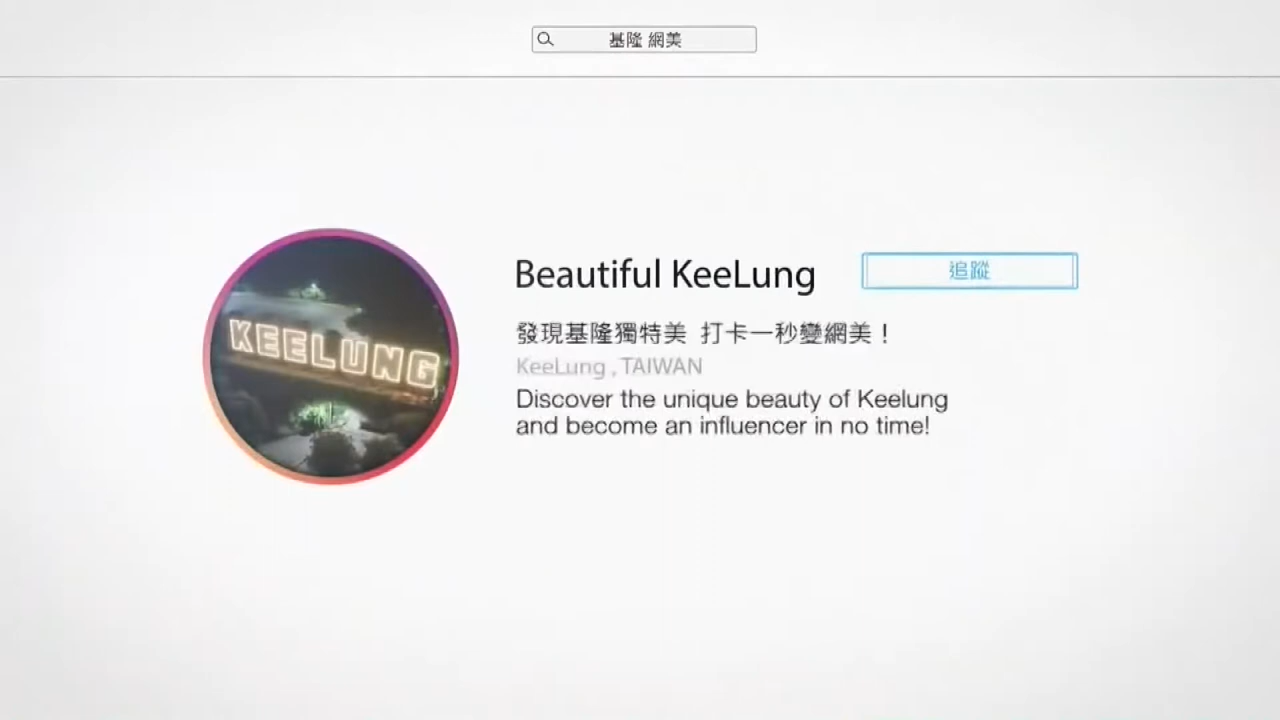 基隆 網美
KEELUNG
Beautiful KeeLung
追蹤
發現基隆獨特美 打卡一秒變網美！
KeeLung , TAIWAN
Discover the unique beauty of Keelung
and become an influencer in no time!